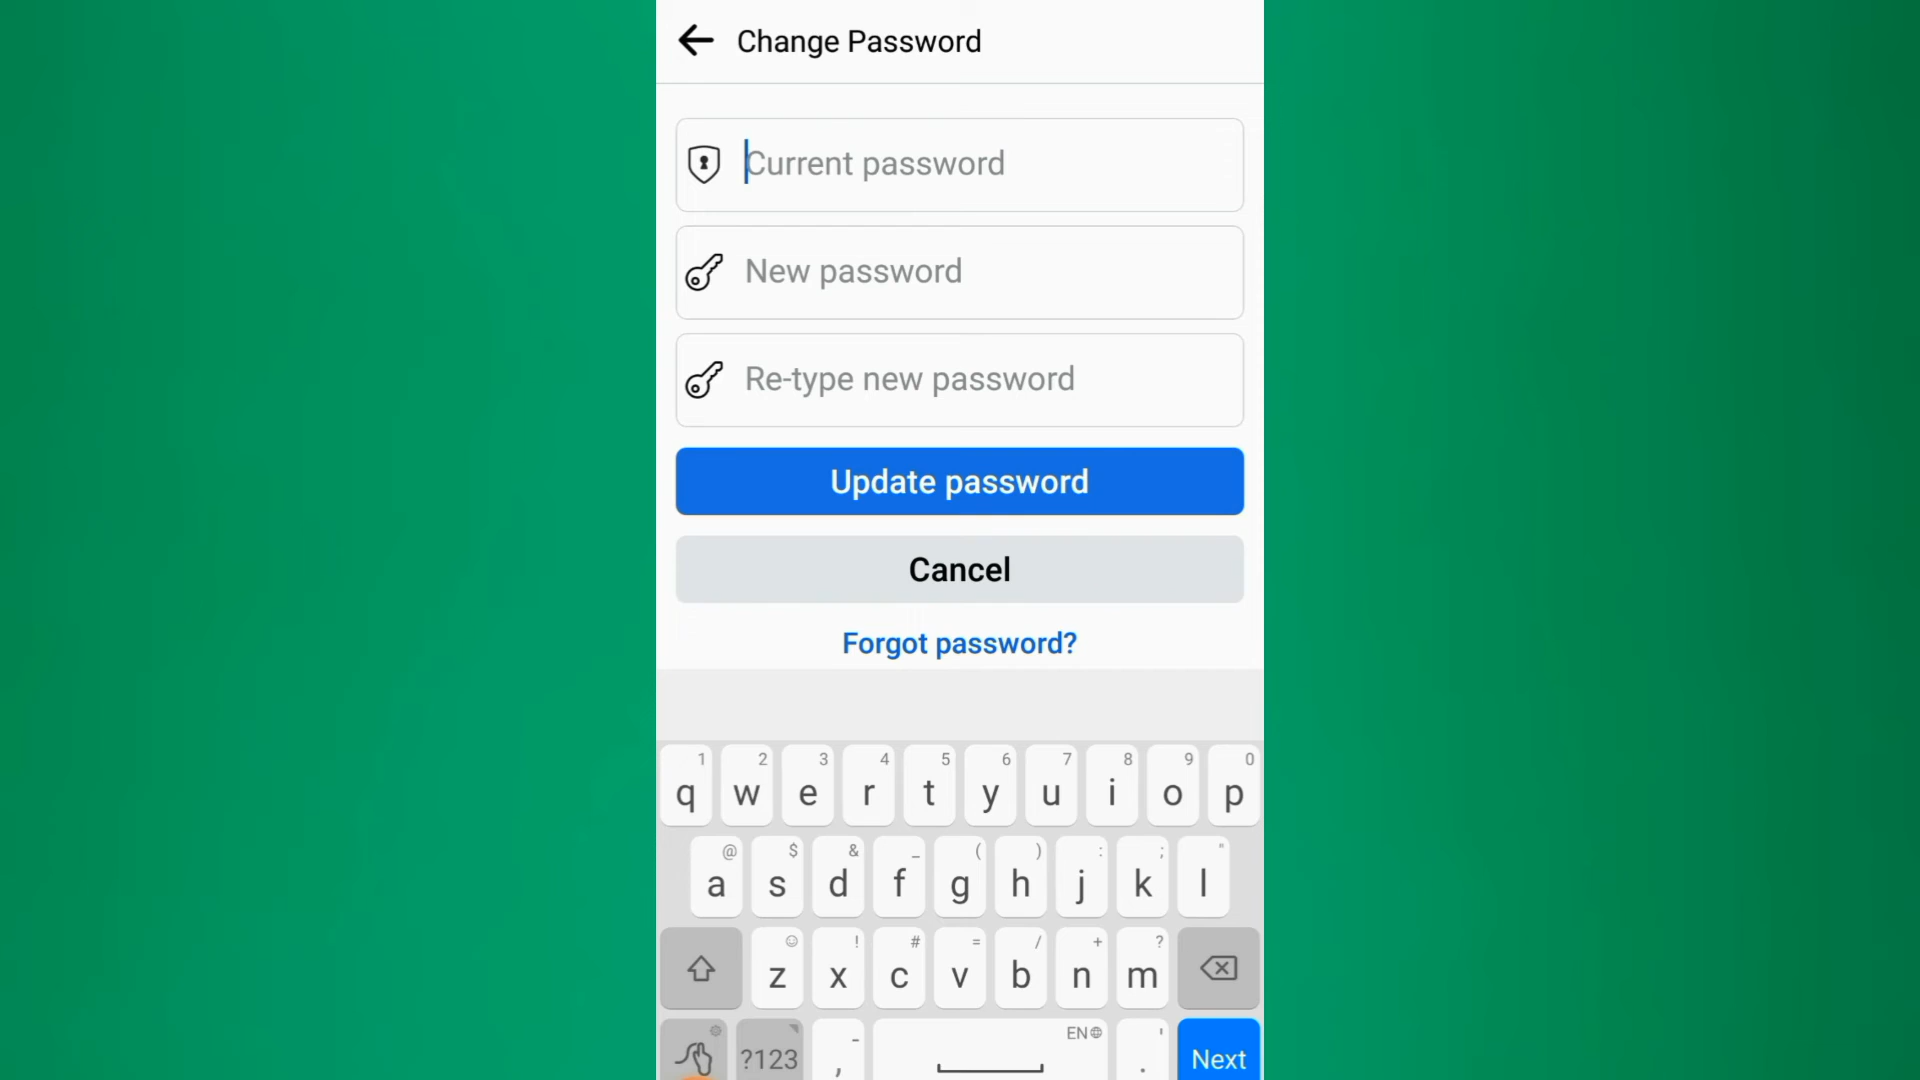 Change Password
Current password
New password
Re-type new password
Update password
Cancel
Forgot password?
1 2 3 4 5 6 7 8 9 0
q w e r t y u i o p
@ $ & _ ( ) : ; "
a s d f g h j k l
! # = / + ?
z x c v b n m
- EN '
?123 , . Next